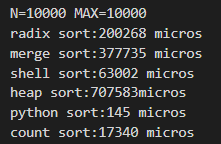 N=10000 MAX=10000
radix sort:200268 micros
merge sort:377735 micros
shell sort:63002 micros
heap sort:707583micros
python sort:145 micros
count sort:17340 micros